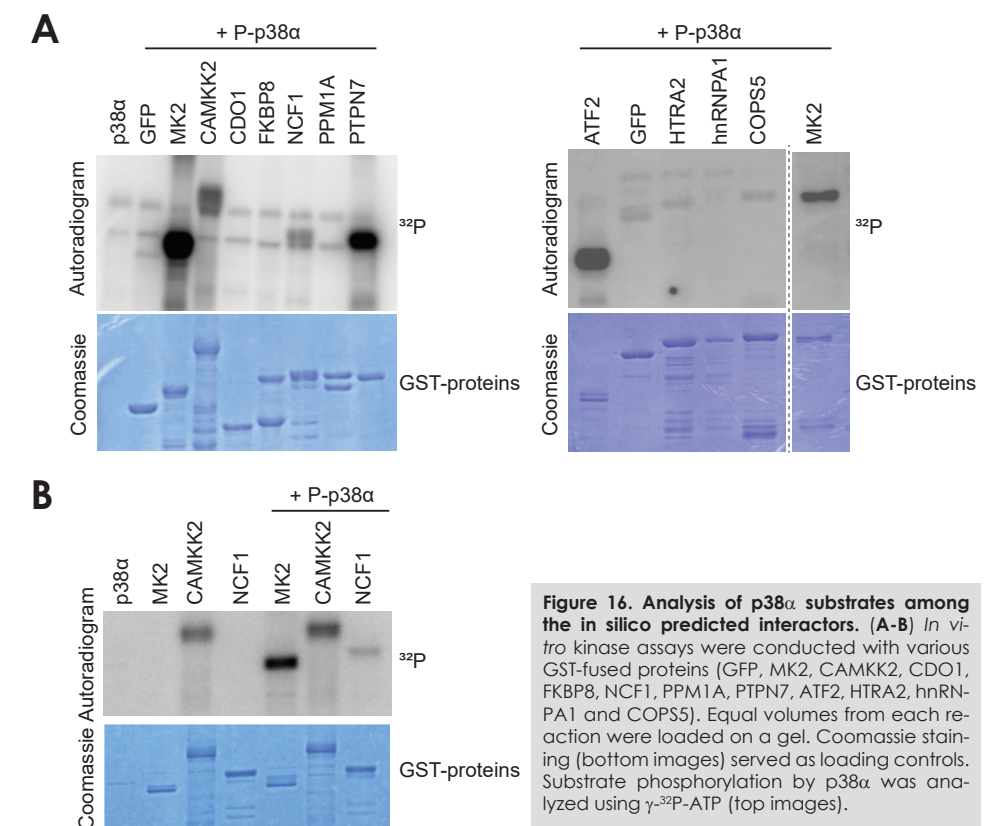 A
+ P-p38α
p38α
GFP
MK2
CAMKK2
CDO1
FKBP8
NCF1
PPM1A
PTPN7
Autoradiogram
³²P
Coomassie
GST-proteins
+ P-p38α
ATF2
GFP
HTRA2
hnRNPA1
COPS5
MK2
Autoradiogram
³²P
Coomassie
GST-proteins
B
+ P-p38α
p38α
MK2
CAMKK2
NCF1
MK2
CAMKK2
NCF1
Autoradiogram
³²P
Coomassie
GST-proteins
Figure 16. Analysis of p38α substrates among
the in silico predicted interactors. (A-B) In vi-
tro kinase assays were conducted with various
GST-fused proteins (GFP, MK2, CAMKK2, CDO1,
FKBP8, NCF1, PPM1A, PTPN7, ATF2, HTRA2, hnRN-
PA1 and COPS5). Equal volumes from each re-
action were loaded on a gel. Coomassie stain-
ing (bottom images) served as loading controls.
Substrate phosphorylation by p38α was ana-
lyzed using γ-³²P-ATP (top images).